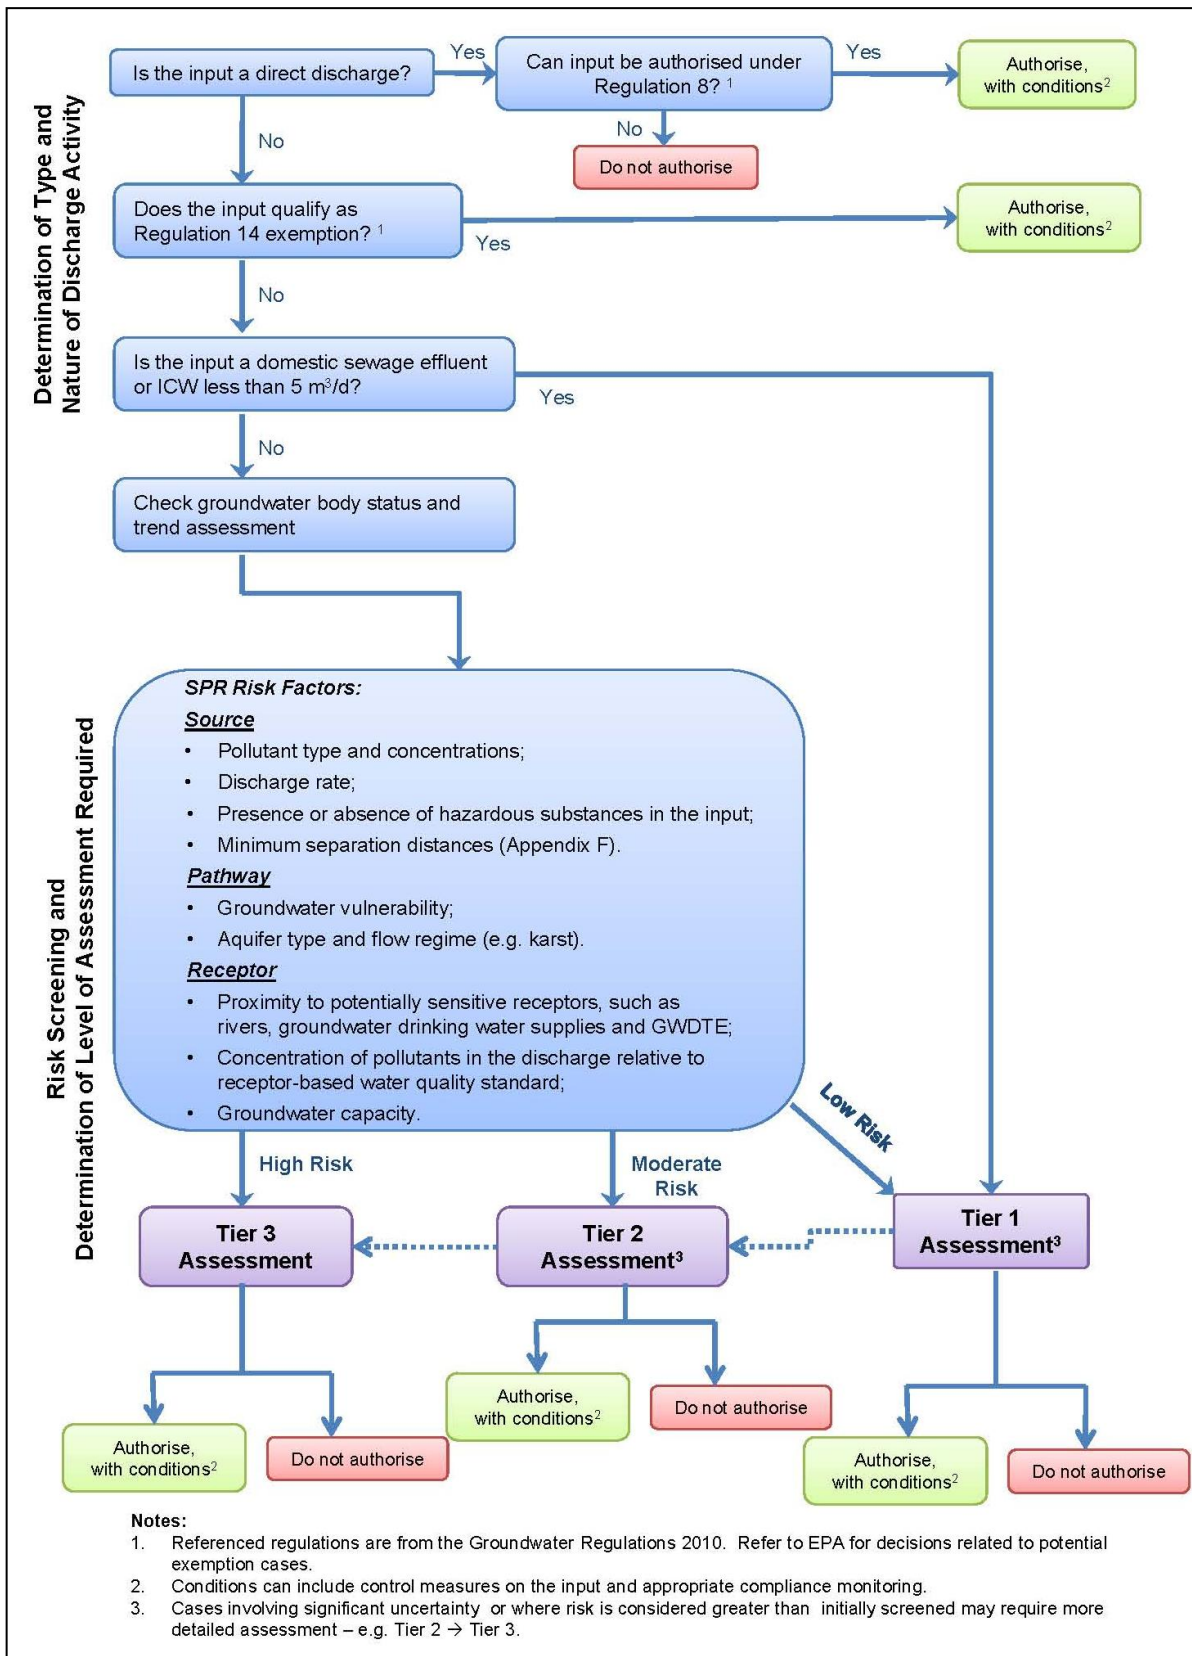 Determination of Type and
Nature of Discharge Activity
Is the input a direct discharge?
Yes
Can input be authorised under
Regulation 8? ¹
Yes
Authorise,
with conditions²
No
No
Do not authorise
Does the input qualify as
Regulation 14 exemption? ¹
Yes
Authorise,
with conditions²
No
Is the input a domestic sewage effluent
or ICW less than 5 m³/d?
Yes
No
Check groundwater body status and
trend assessment
Risk Screening and
Determination of Level of Assessment Required
SPR Risk Factors:
Source
• Pollutant type and concentrations;
• Discharge rate;
• Presence or absence of hazardous substances in the input;
• Minimum separation distances (Appendix F).
Pathway
• Groundwater vulnerability;
• Aquifer type and flow regime (e.g. karst).
Receptor
• Proximity to potentially sensitive receptors, such as
rivers, groundwater drinking water supplies and GWDTE;
• Concentration of pollutants in the discharge relative to
receptor-based water quality standard;
• Groundwater capacity.
High Risk
Moderate
Risk
Low Risk
Tier 3
Assessment
Tier 2
Assessment³
Tier 1
Assessment³
Authorise,
with conditions²
Do not authorise
Authorise,
with conditions²
Do not authorise
Authorise,
with conditions²
Do not authorise
Notes:
1. Referenced regulations are from the Groundwater Regulations 2010. Refer to EPA for decisions related to potential
exemption cases.
2. Conditions can include control measures on the input and appropriate compliance monitoring.
3. Cases involving significant uncertainty or where risk is considered greater than initially screened may require more
detailed assessment – e.g. Tier 2 → Tier 3.